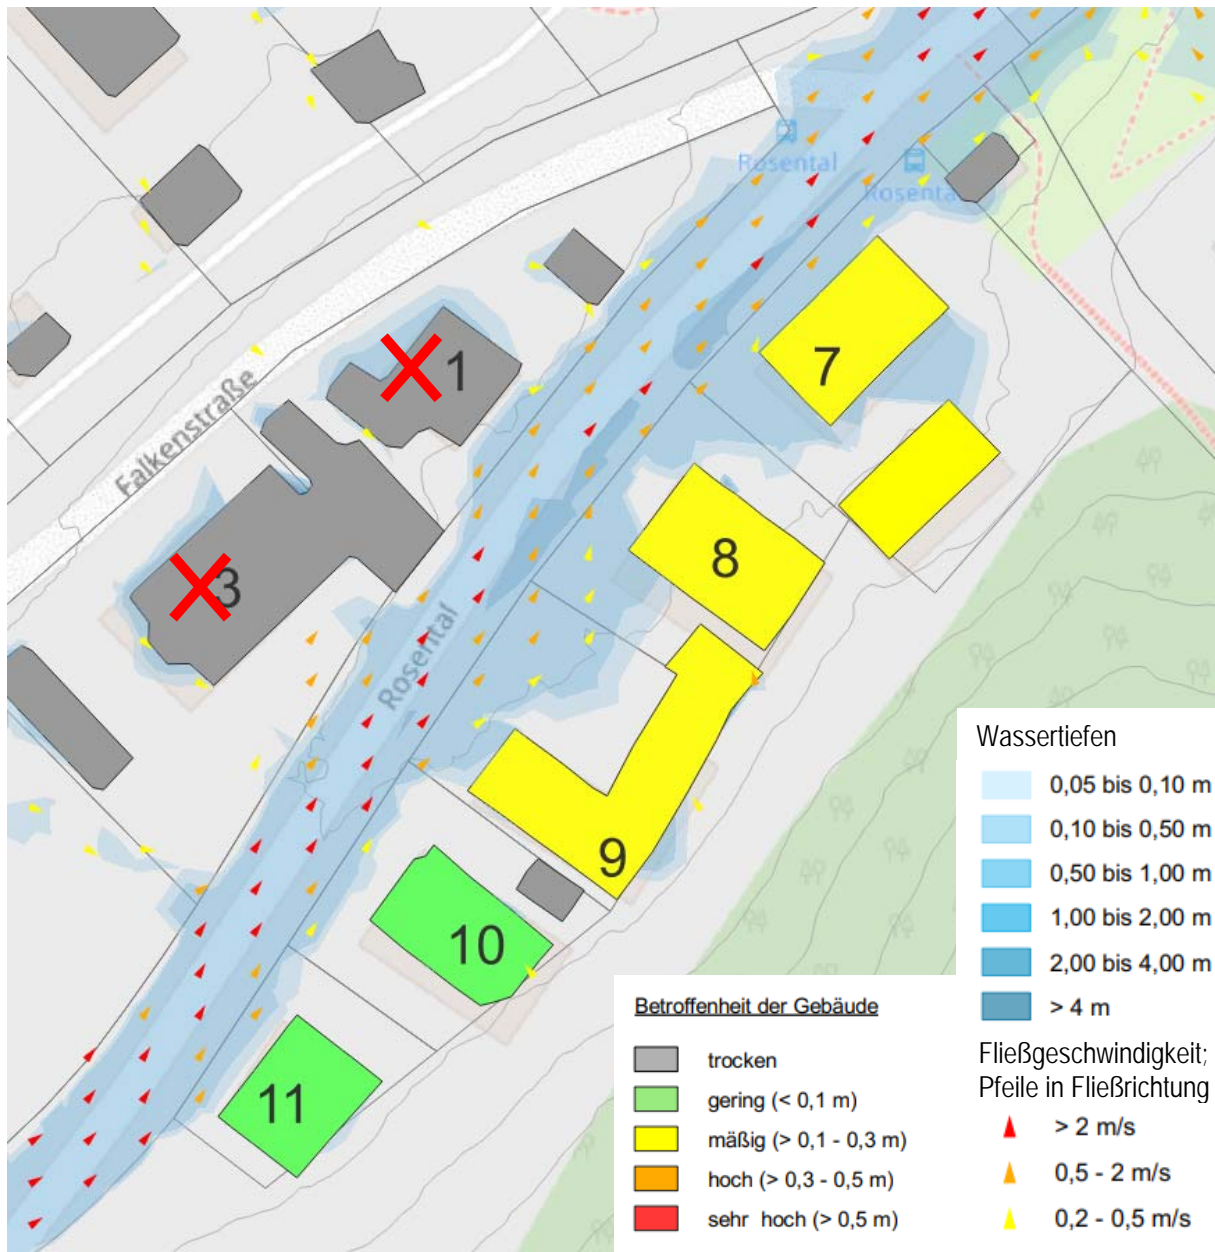 Rosental
Rosenta
Falkenstraße
Rosental
1
3
7
8
9
10
11
Wassertiefen
0,05 bis 0,10 m
0,10 bis 0,50 m
0,50 bis 1,00 m
1,00 bis 2,00 m
2,00 bis 4,00 m
> 4 m
Fließgeschwindigkeit;
Pfeile in Fließrichtung
> 2 m/s
0,5 - 2 m/s
0,2 - 0,5 m/s
Betroffenheit der Gebäude
trocken
gering (< 0,1 m)
mäßig (> 0,1 - 0,3 m)
hoch (> 0,3 - 0,5 m)
sehr hoch (> 0,5 m)